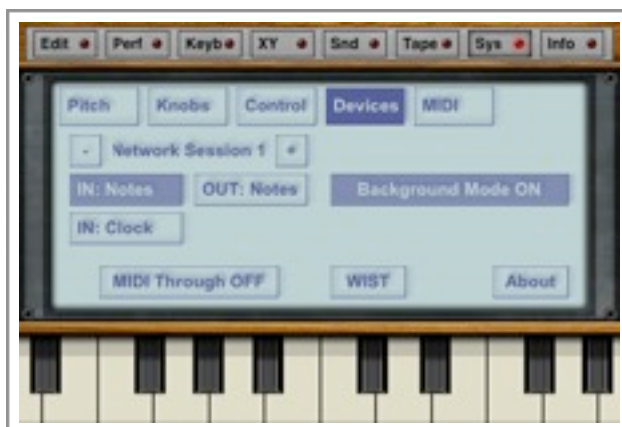 Edit Perf Keyb XY Snd Tape Sys Info
Pitch Knobs Control Devices MIDI
- Network Session 1 +
IN: Notes OUT: Notes Background Mode ON
IN: Clock
MIDI Through OFF WIST About